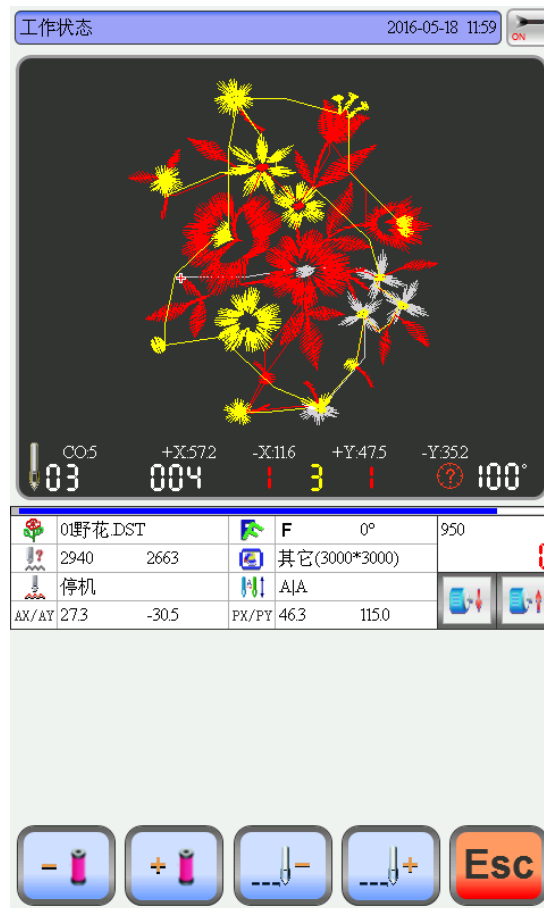 工作状态 2016-05-18 11:59
ON
CO:5 +X:57.2 -X:11.6 +Y:47.5 -Y:35.2
03 004 1 3 1 ? 100°
01野花.DST F 0° 950
? 2940 2663 其它(3000*3000)
停机 A|A
AX/AY 27.3 -30.5 PX/PY 46.3 115.0
- + - + Esc